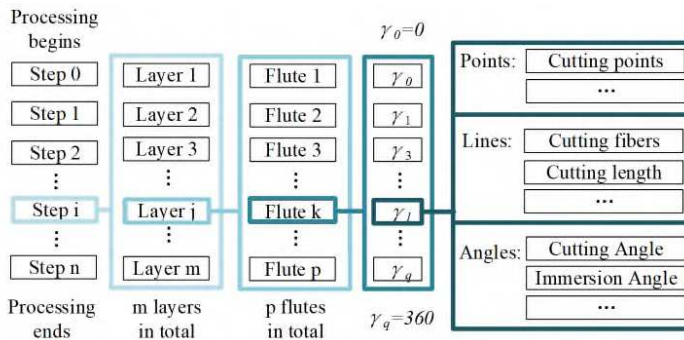 Processing
begins
Step 0
Step 1
Step 2
⋮
Step i
⋮
Step n
Processing
ends
Layer 1
Layer 2
Layer 3
⋮
Layer j
⋮
Layer m
m layers
in total
Flute 1
Flute 2
Flute 3
⋮
Flute k
⋮
Flute p
p flutes
in total
γ₀=0
γ₀
γ₁
γ₃
⋮
γₗ
⋮
γ_q
γ_q=360
Points:
Cutting points
...
Lines:
Cutting fibers
Cutting length
...
Angles:
Cutting Angle
Immersion Angle
...